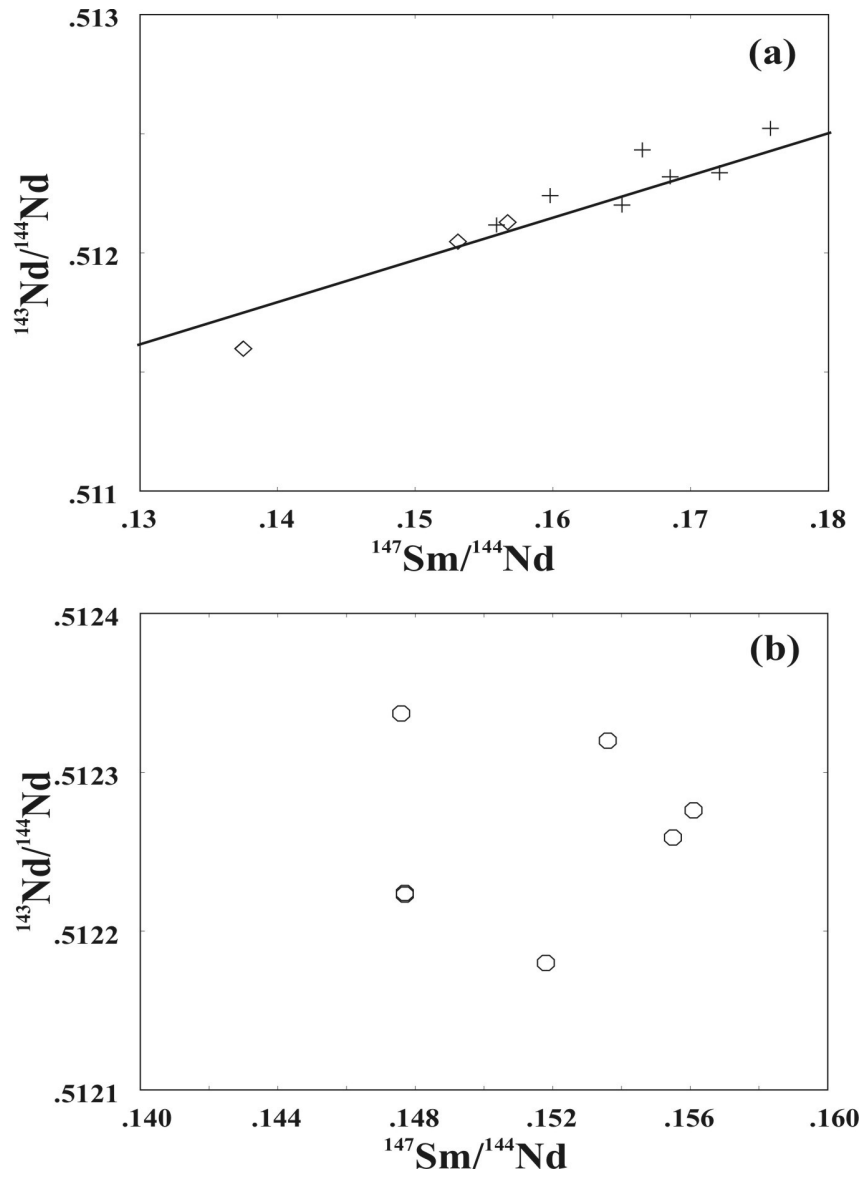 .513
(a)
¹⁴³Nd/¹⁴⁴Nd
.512
.511
.13 .14 .15 .16 .17 .18
¹⁴⁷Sm/¹⁴⁴Nd
.5124
(b)
.5123
¹⁴³Nd/¹⁴⁴Nd
.5122
.5121
.140 .144 .148 .152 .156 .160
¹⁴⁷Sm/¹⁴⁴Nd